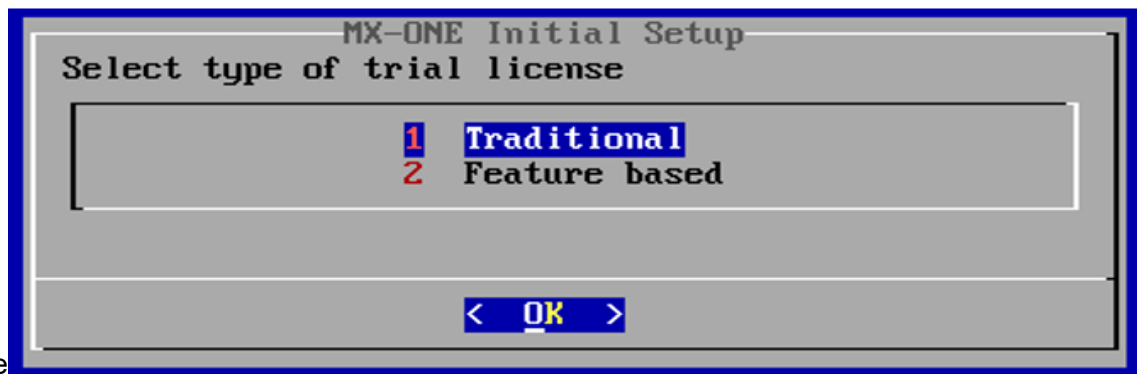 MX-ONE Initial Setup
Select type of trial license
1 Traditional
2 Feature based
< OK >
e